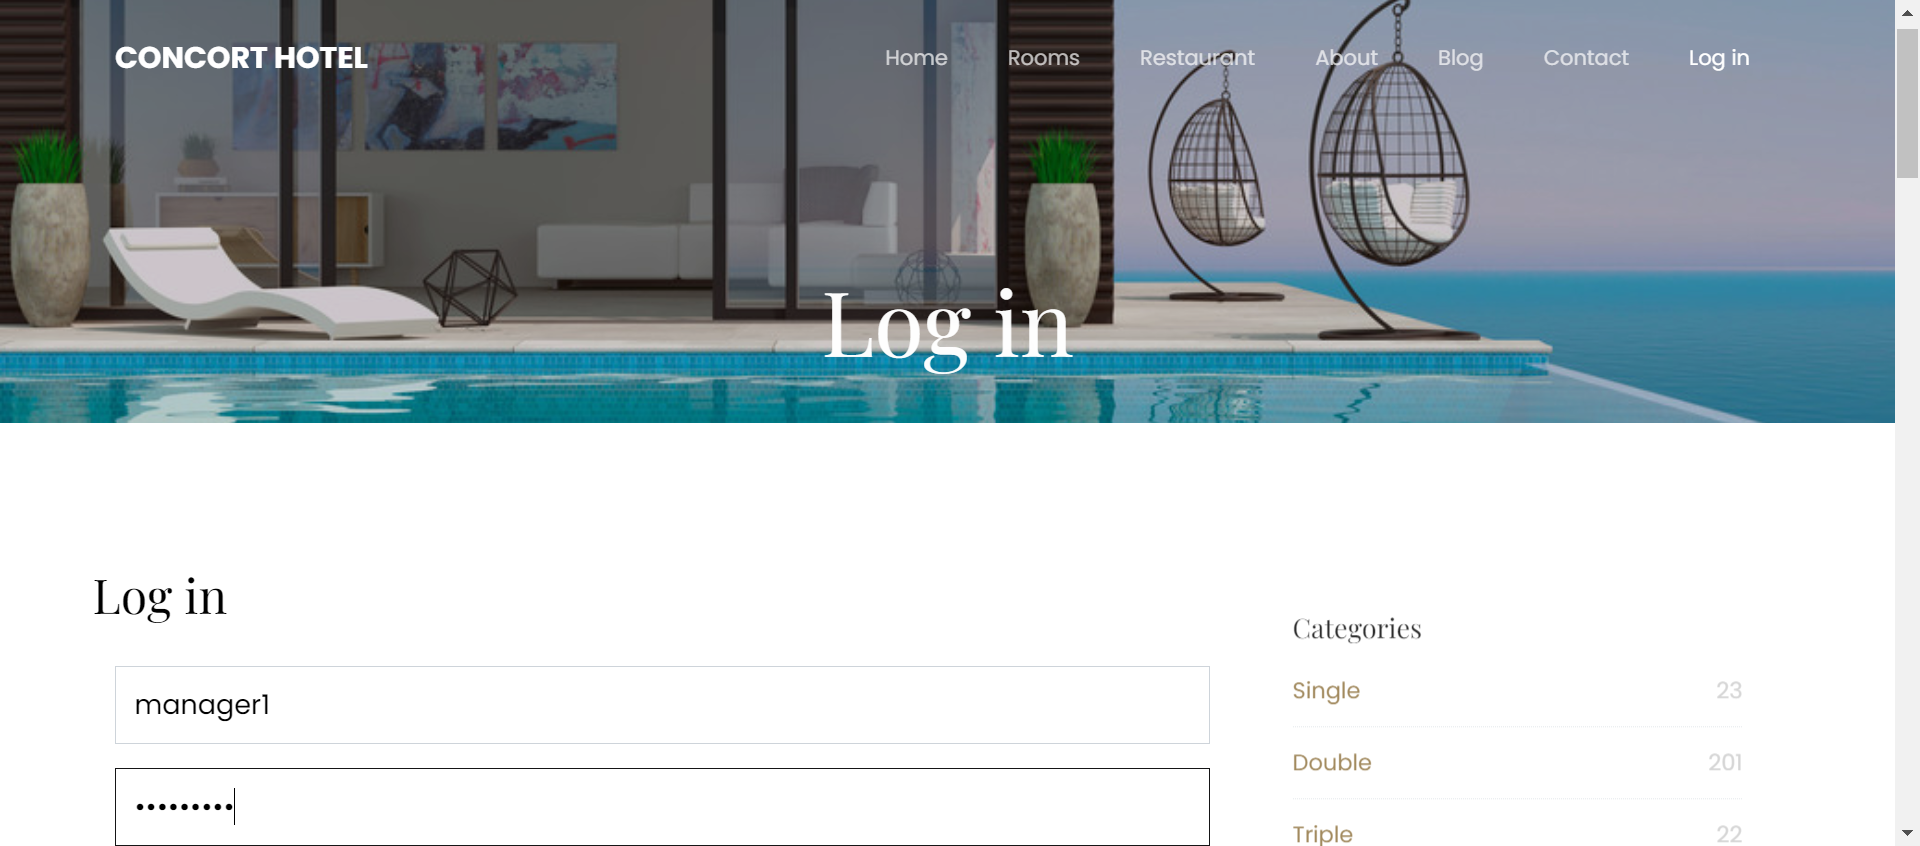 CONCORT HOTEL
Home Rooms Restaurant About Blog Contact Log in
Log in
Log in
manager1
•••••••••
Categories
Single 23
Double 201
Triple 22